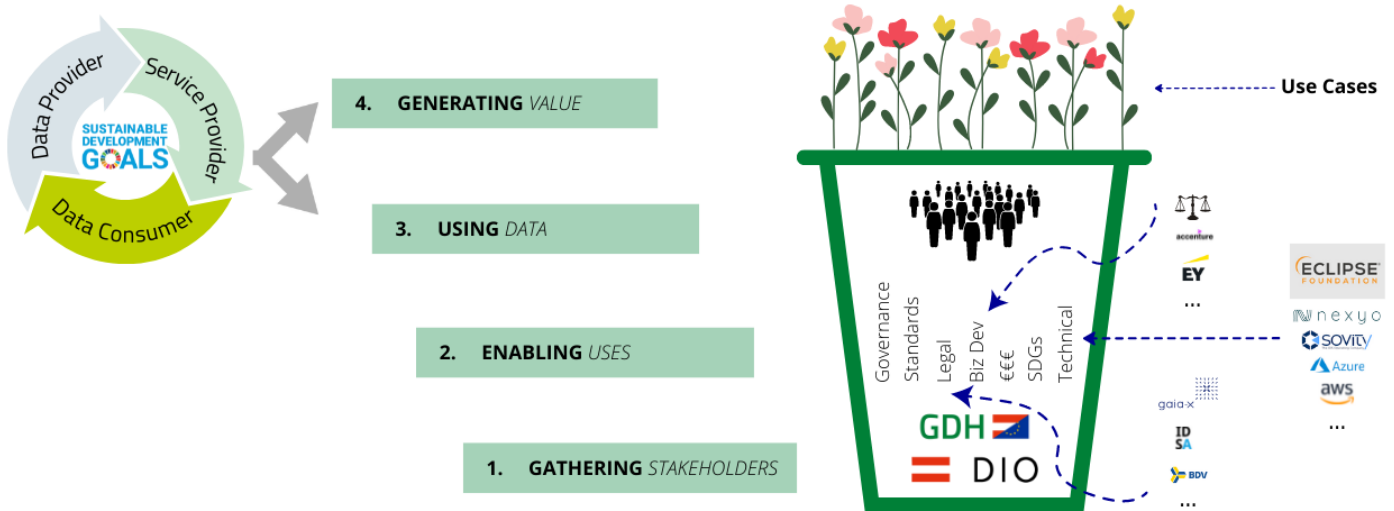 Data Provider
Service Provider
Data Consumer
SUSTAINABLE
DEVELOPMENT
GOALS
4. GENERATING VALUE
3. USING DATA
2. ENABLING USES
1. GATHERING STAKEHOLDERS
Use Cases
Governance
Standards
Legal
Biz Dev
€€€
SDGs
Technical
GDH
DIO
accenture
EY
...
gaia-x
ID
SA
BDV
...
ECLIPSE
FOUNDATION
nexyo
sovity
Azure
aws
...